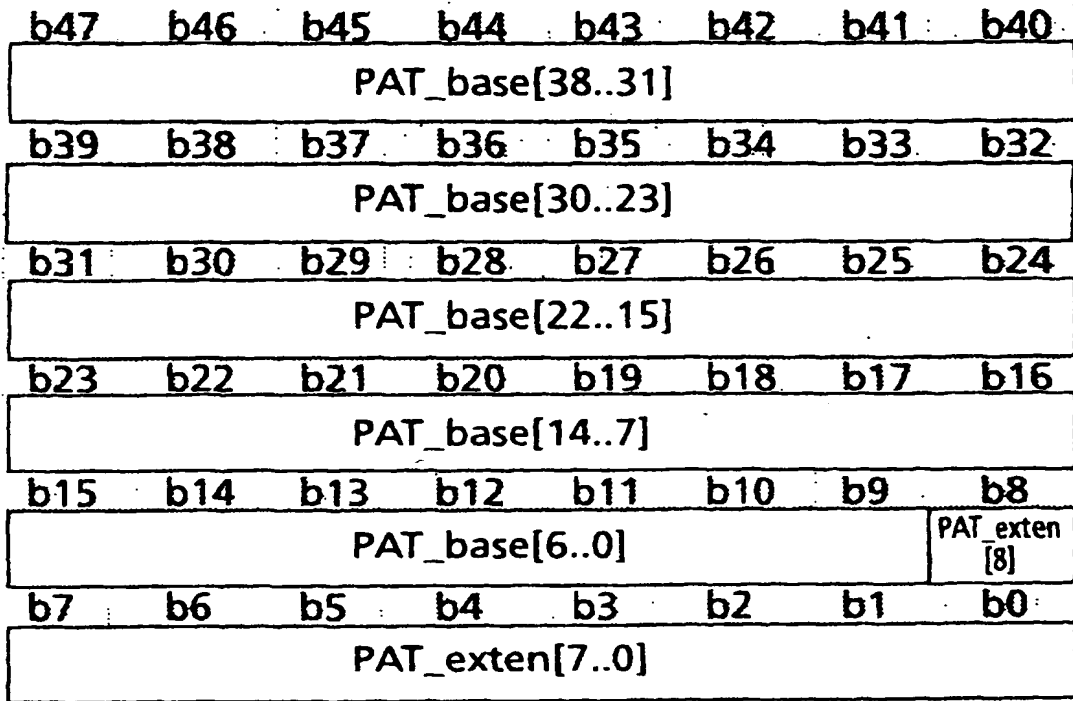 b47 b46 b45 b44 b43 b42 b41 b40
PAT_base[38..31]
b39 b38 b37 b36 b35 b34 b33 b32
PAT_base[30..23]
b31 b30 b29 b28 b27 b26 b25 b24
PAT_base[22..15]
b23 b22 b21 b20 b19 b18 b17 b16
PAT_base[14..7]
b15 b14 b13 b12 b11 b10 b9 b8
PAT_base[6..0] PAT_exten
[8]
b7 b6 b5 b4 b3 b2 b1 b0
PAT_exten[7..0]